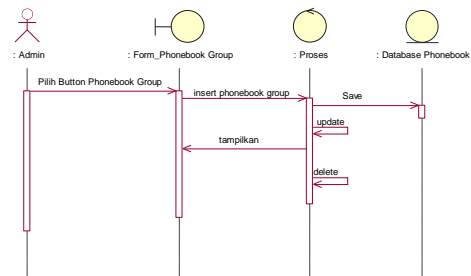 : Admin
: Form_Phonebook Group
: Proses
: Database Phonebook
Pilih Button Phonebook Group
insert phonebook group
Save
update
tampilkan
delete